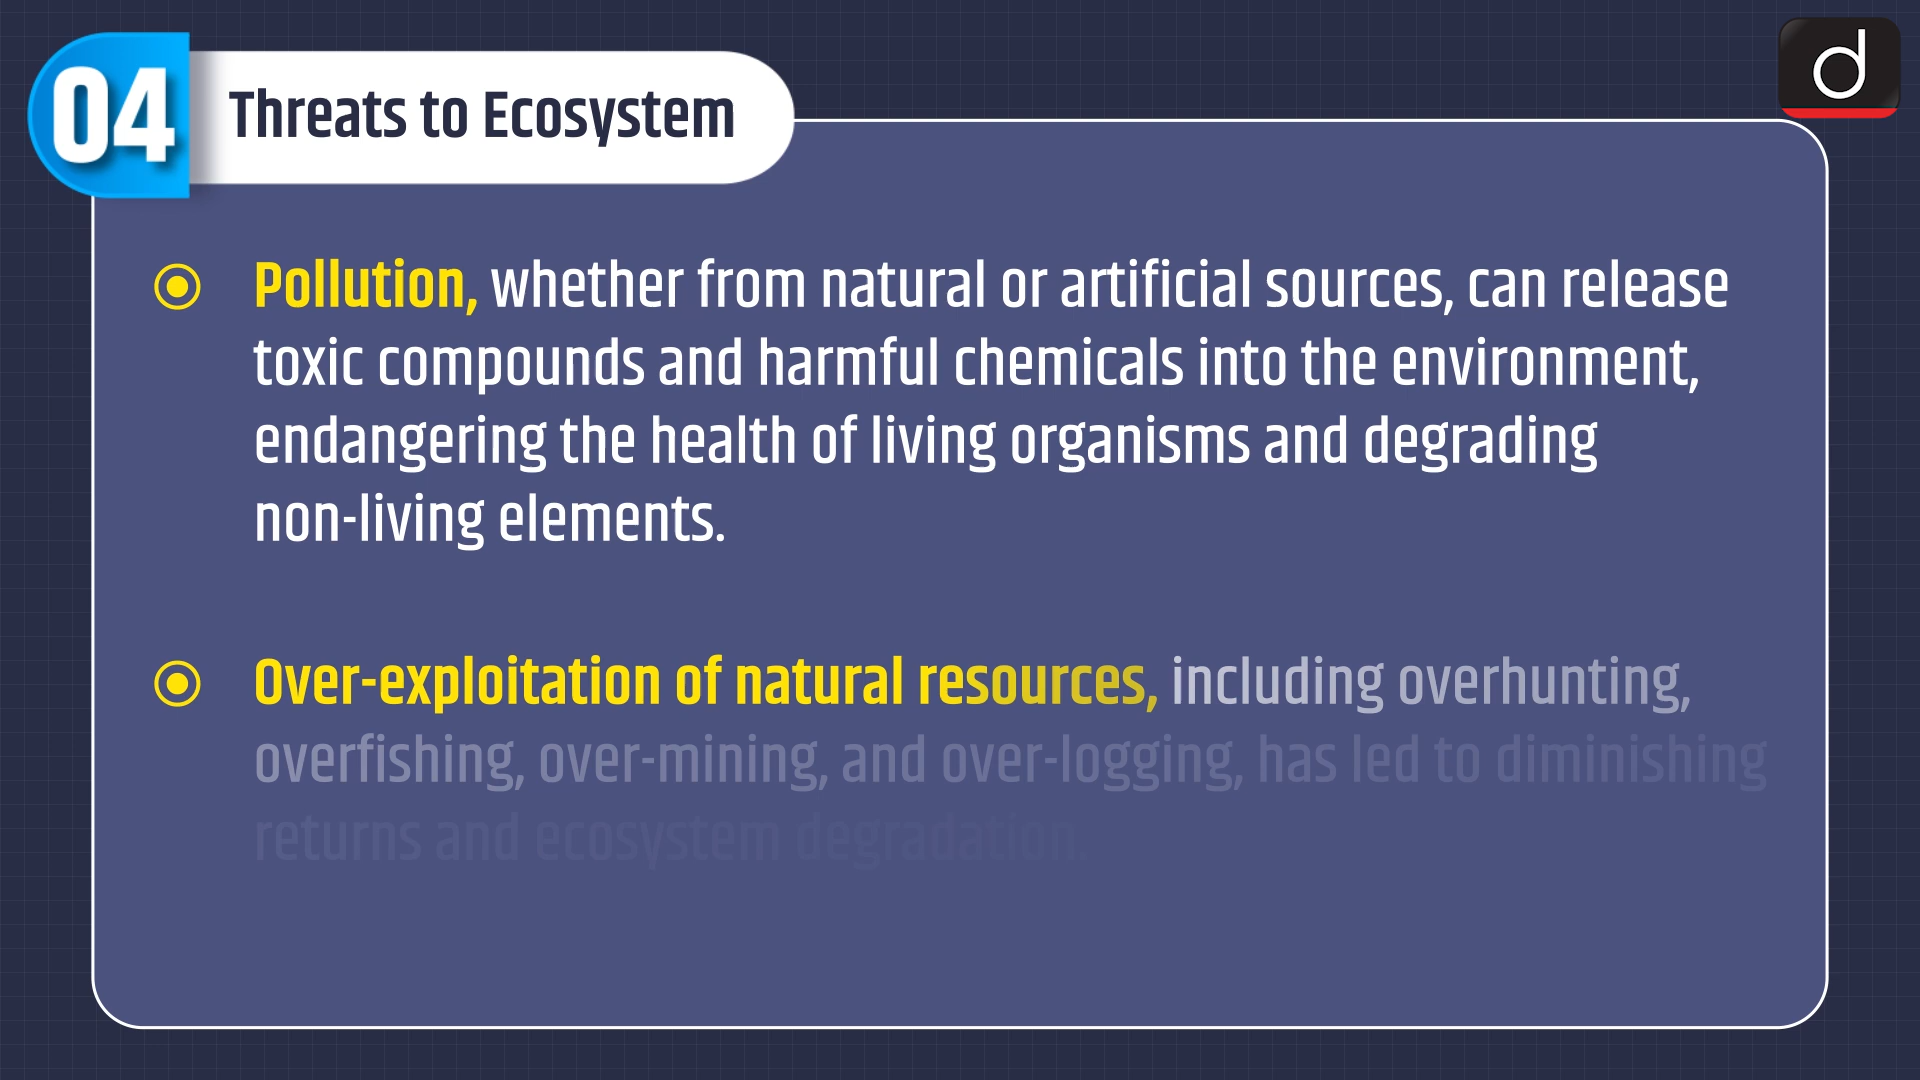 04
Threats to Ecosystem
d
Pollution, whether from natural or artificial sources, can release
toxic compounds and harmful chemicals into the environment,
endangering the health of living organisms and degrading
non-living elements.
Over-exploitation of natural resources, including overhunting,
overfishing, over-mining, and over-logging, has led to diminishing
returns and ecosystem degradation.